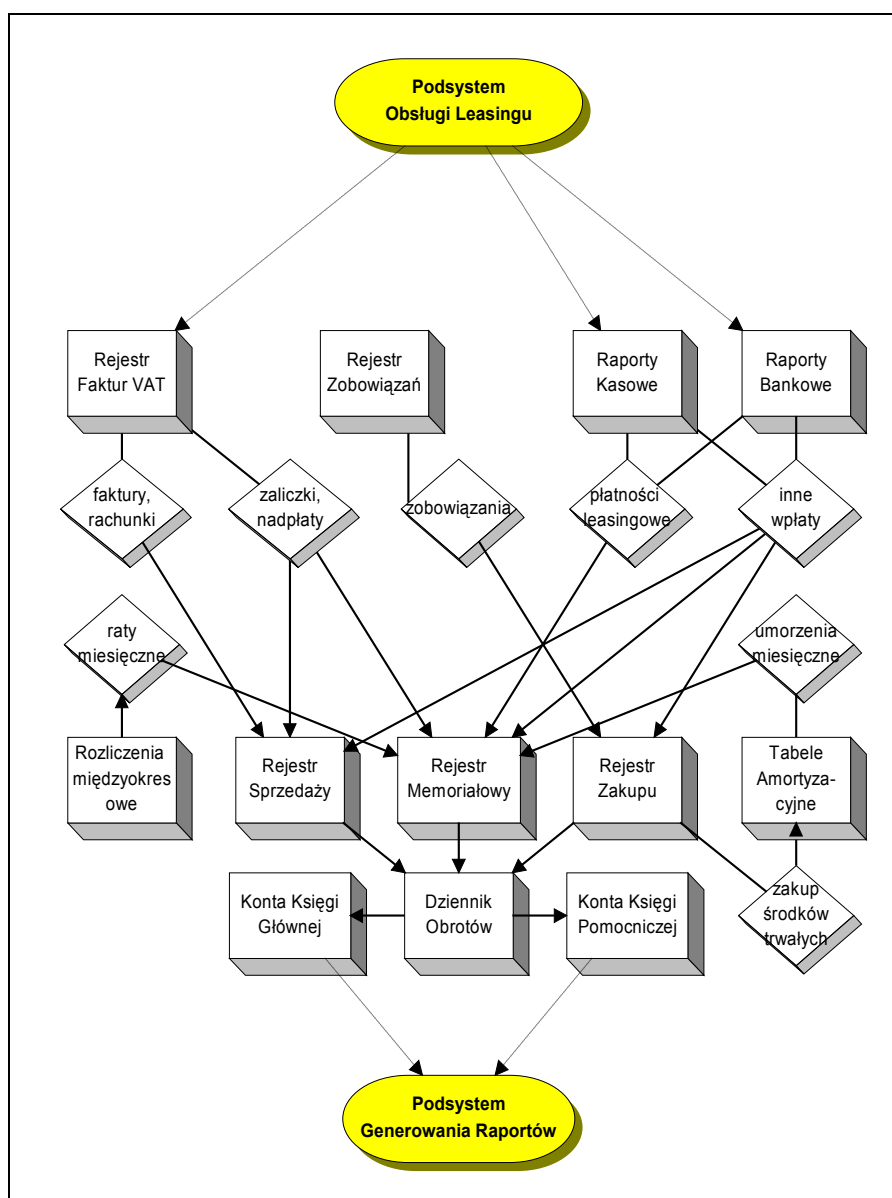 Podsystem
Obsługi Leasingu
Rejestr
Faktur VAT
Rejestr
Zobowiązań
Raporty
Kasowe
Raporty
Bankowe
faktury,
rachunki
zaliczki,
nadpłaty
zobowiązania
płatności
leasingowe
inne
wpłaty
raty
miesięczne
umorzenia
miesięczne
Rozliczenia
międzyokres
owe
Rejestr
Sprzedaży
Rejestr
Memoriałowy
Rejestr
Zakupu
Tabele
Amortyza-
cyjne
Konta Księgi
Głównej
Dziennik
Obrotów
Konta Księgi
Pomocniczej
zakup
środków
trwałych
Podsystem
Generowania Raportów